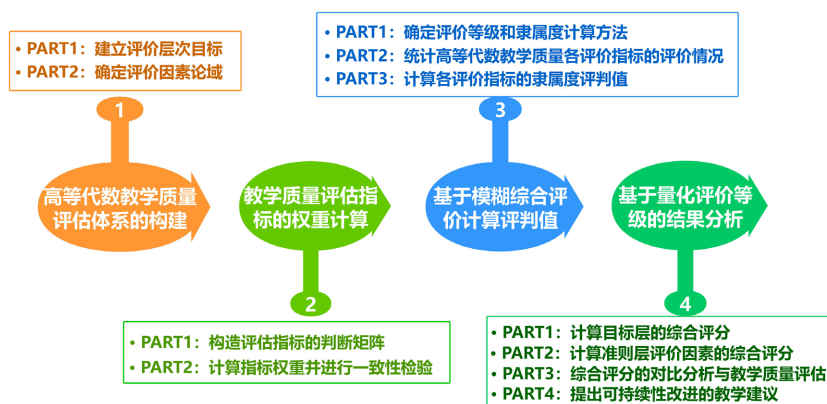 • PART1：建立评价层次目标
• PART2：确定评价因素论域
1
高等代数教学质量
评估体系的构建
教学质量评估指
标的权重计算
2
• PART1：构造评估指标的判断矩阵
• PART2：计算指标权重并进行一致性检验
• PART1：确定评价等级和隶属度计算方法
• PART2：统计高等代数教学质量各评价指标的评价情况
• PART3：计算各评价指标的隶属度评判值
3
基于模糊综合评
价计算评判值
基于量化评价等
级的结果分析
4
• PART1：计算目标层的综合评分
• PART2：计算准则层评价因素的综合评分
• PART3：综合评分的对比分析与教学质量评估
• PART4：提出可持续性改进的教学建议